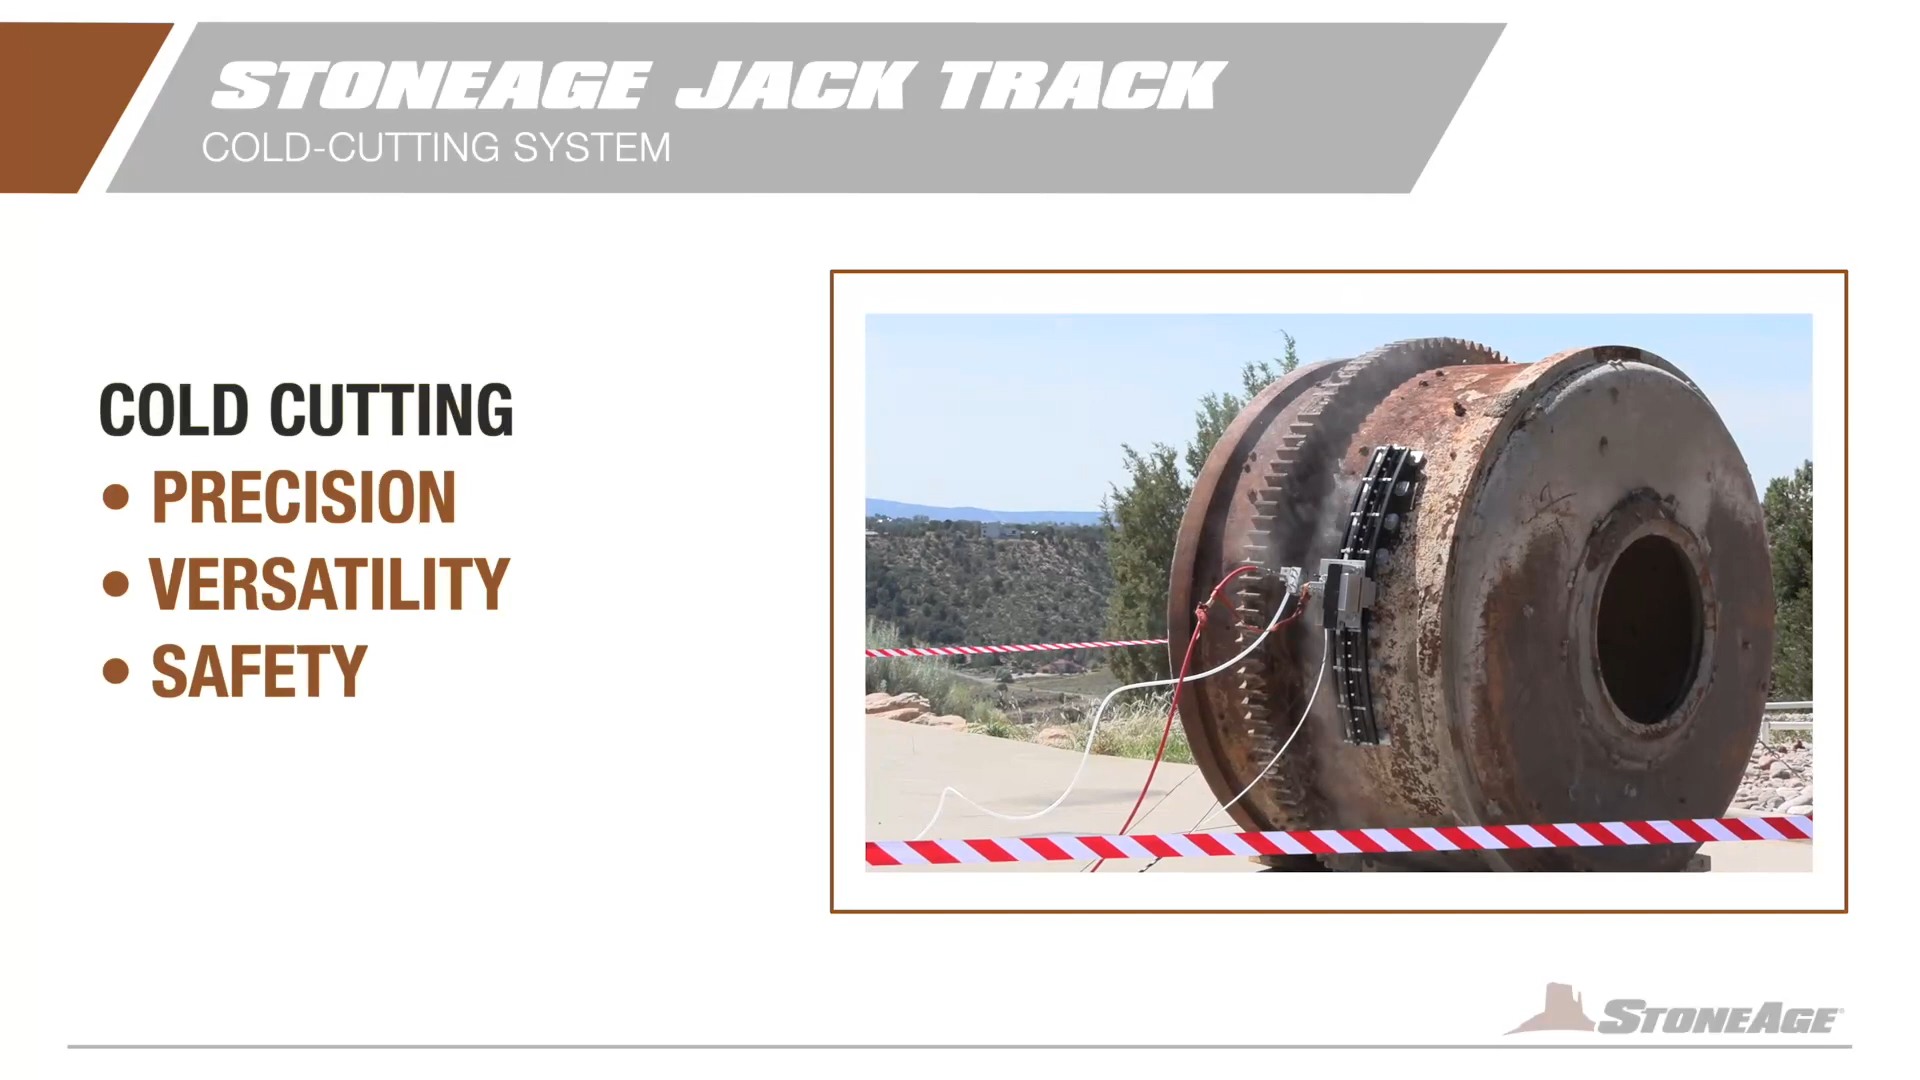 STONEAGE JACK TRACK
COLD-CUTTING SYSTEM
COLD CUTTING
• PRECISION
• VERSATILITY
• SAFETY
STONEAGE®